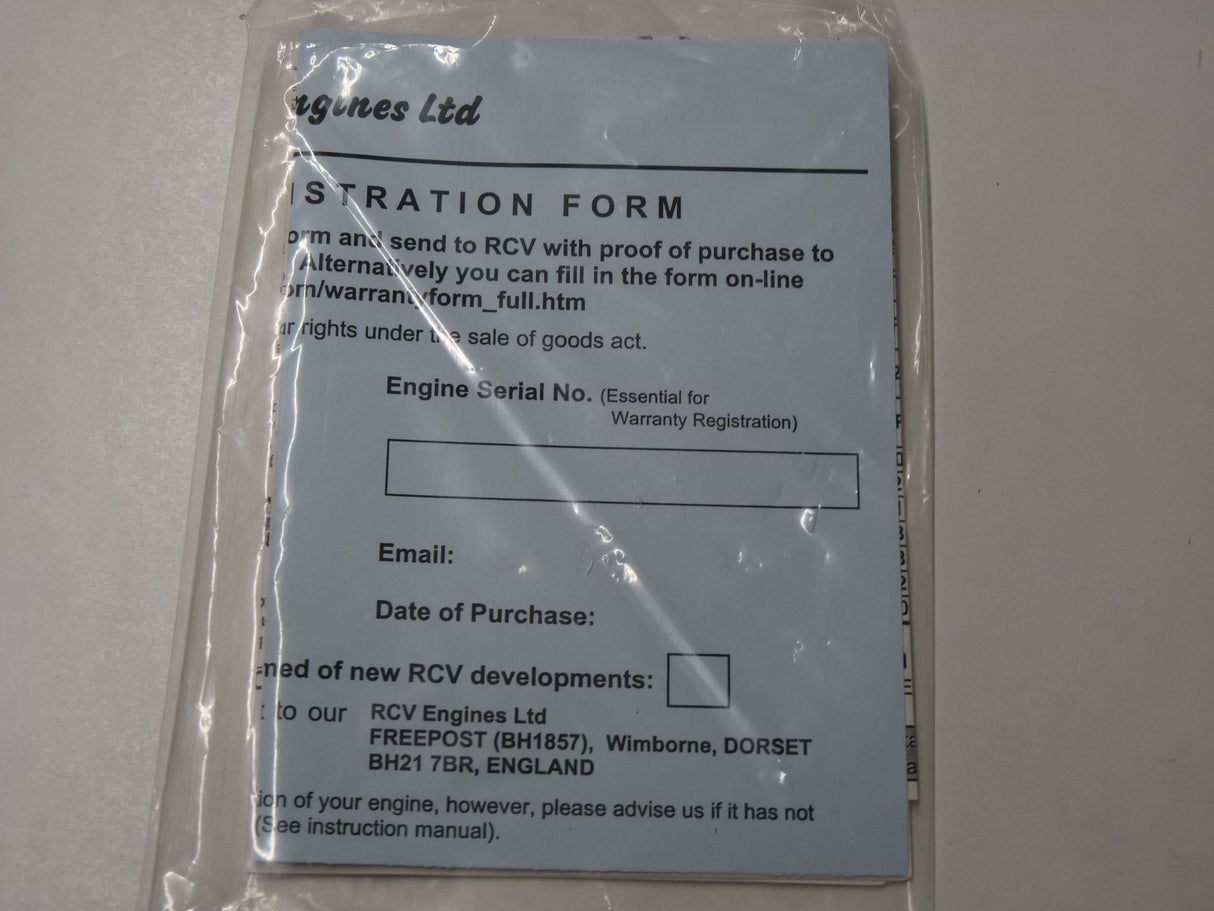 ngines Ltd
ISTRATION FORM
orm and send to RCV with proof of purchase to
Alternatively you can fill in the form on-line
om/warrantyform_full.htm
ur rights under the sale of goods act.
Engine Serial No. (Essential for
Warranty Registration)
Email:
Date of Purchase:
med of new RCV developments:
t to our RCV Engines Ltd
FREEPOST (BH1857), Wimborne, DORSET
BH21 7BR, ENGLAND
ion of your engine, however, please advise us if it has not
(See instruction manual).